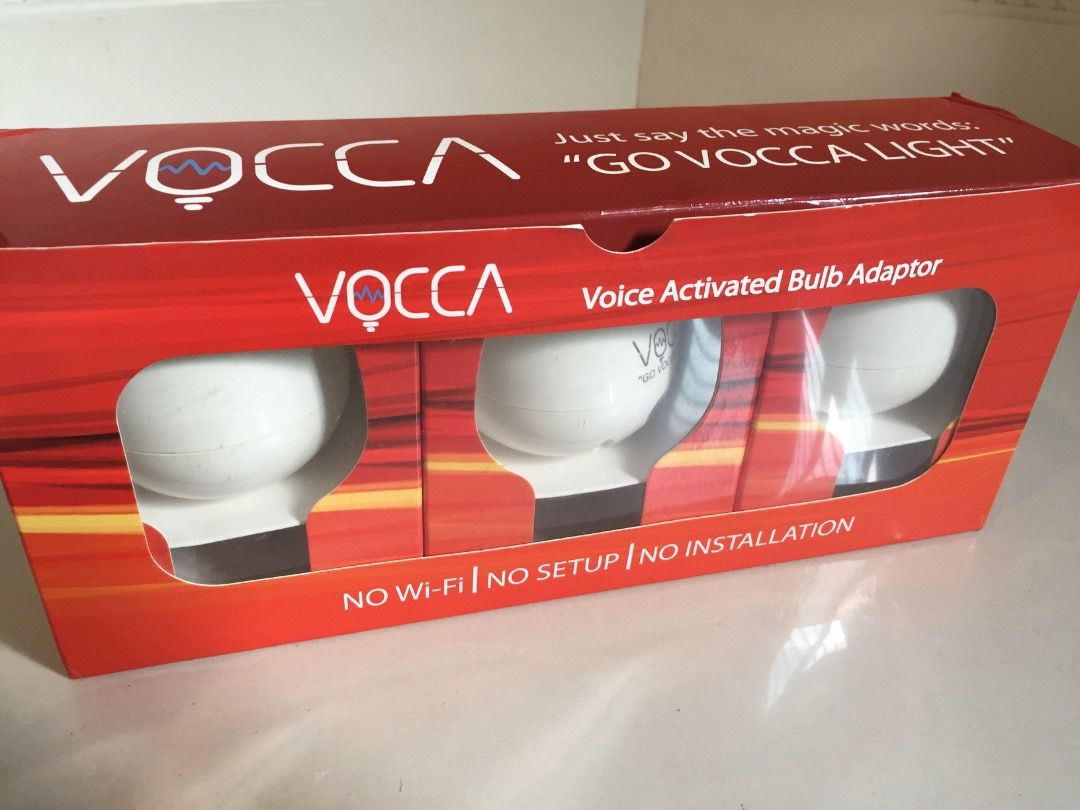 VOCCA
Just say the magic words:
“GO VOCCA LIGHT”
VOCCA
Voice Activated Bulb Adaptor
NO Wi-Fi | NO SETUP | NO INSTALLATION